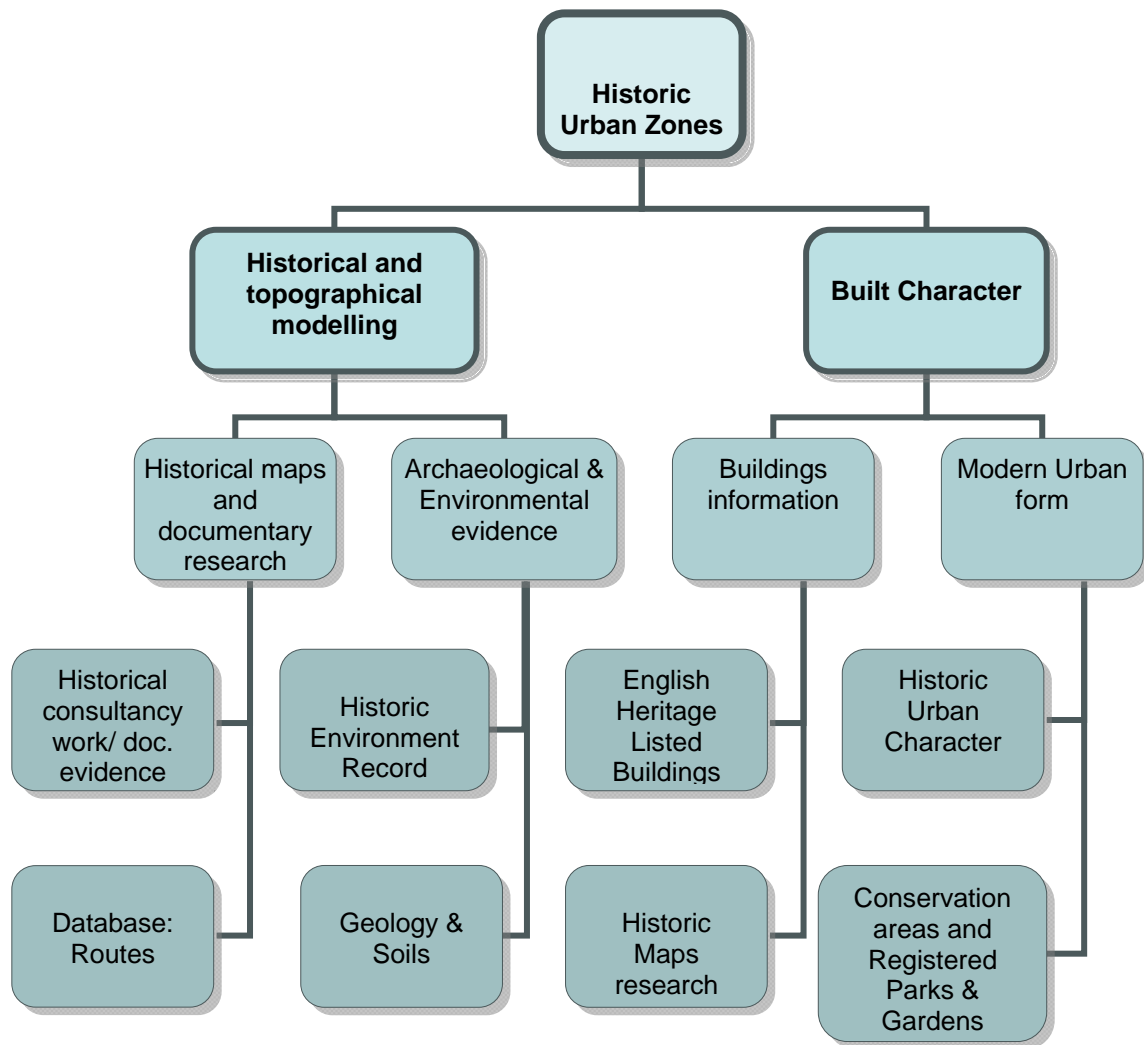 Historic
Urban Zones
Historical and
topographical
modelling
Built Character
Historical maps
and
documentary
research
Archaeological &
Environmental
evidence
Buildings
information
Modern Urban
form
Historical
consultancy
work/ doc.
evidence
Historic
Environment
Record
English
Heritage
Listed
Buildings
Historic
Urban
Character
Database:
Routes
Geology &
Soils
Historic
Maps
research
Conservation
areas and
Registered
Parks &
Gardens